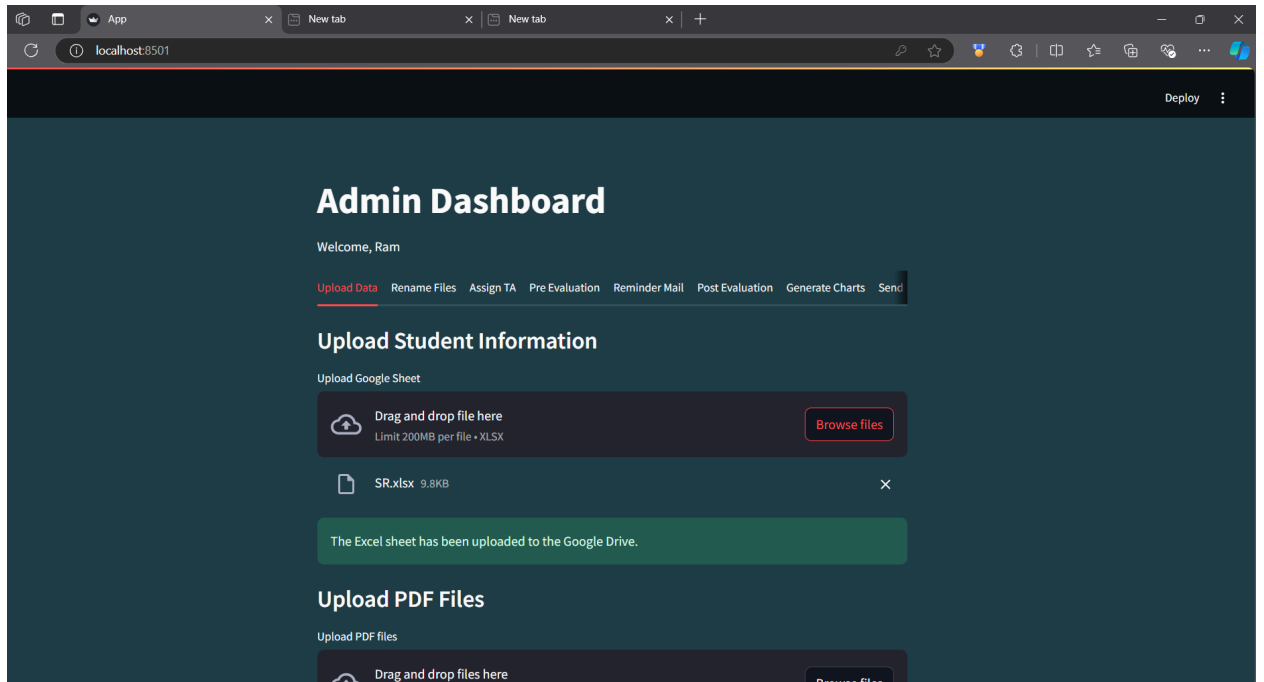 App
New tab
New tab
localhost:8501
Deploy
Admin Dashboard
Welcome, Ram
Upload Data Rename Files Assign TA Pre Evaluation Reminder Mail Post Evaluation Generate Charts Send
Upload Student Information
Upload Google Sheet
Drag and drop file here
Limit 200MB per file • XLSX
Browse files
SR.xlsx 9.8KB
The Excel sheet has been uploaded to the Google Drive.
Upload PDF Files
Upload PDF files
Drag and drop files here
Browse files